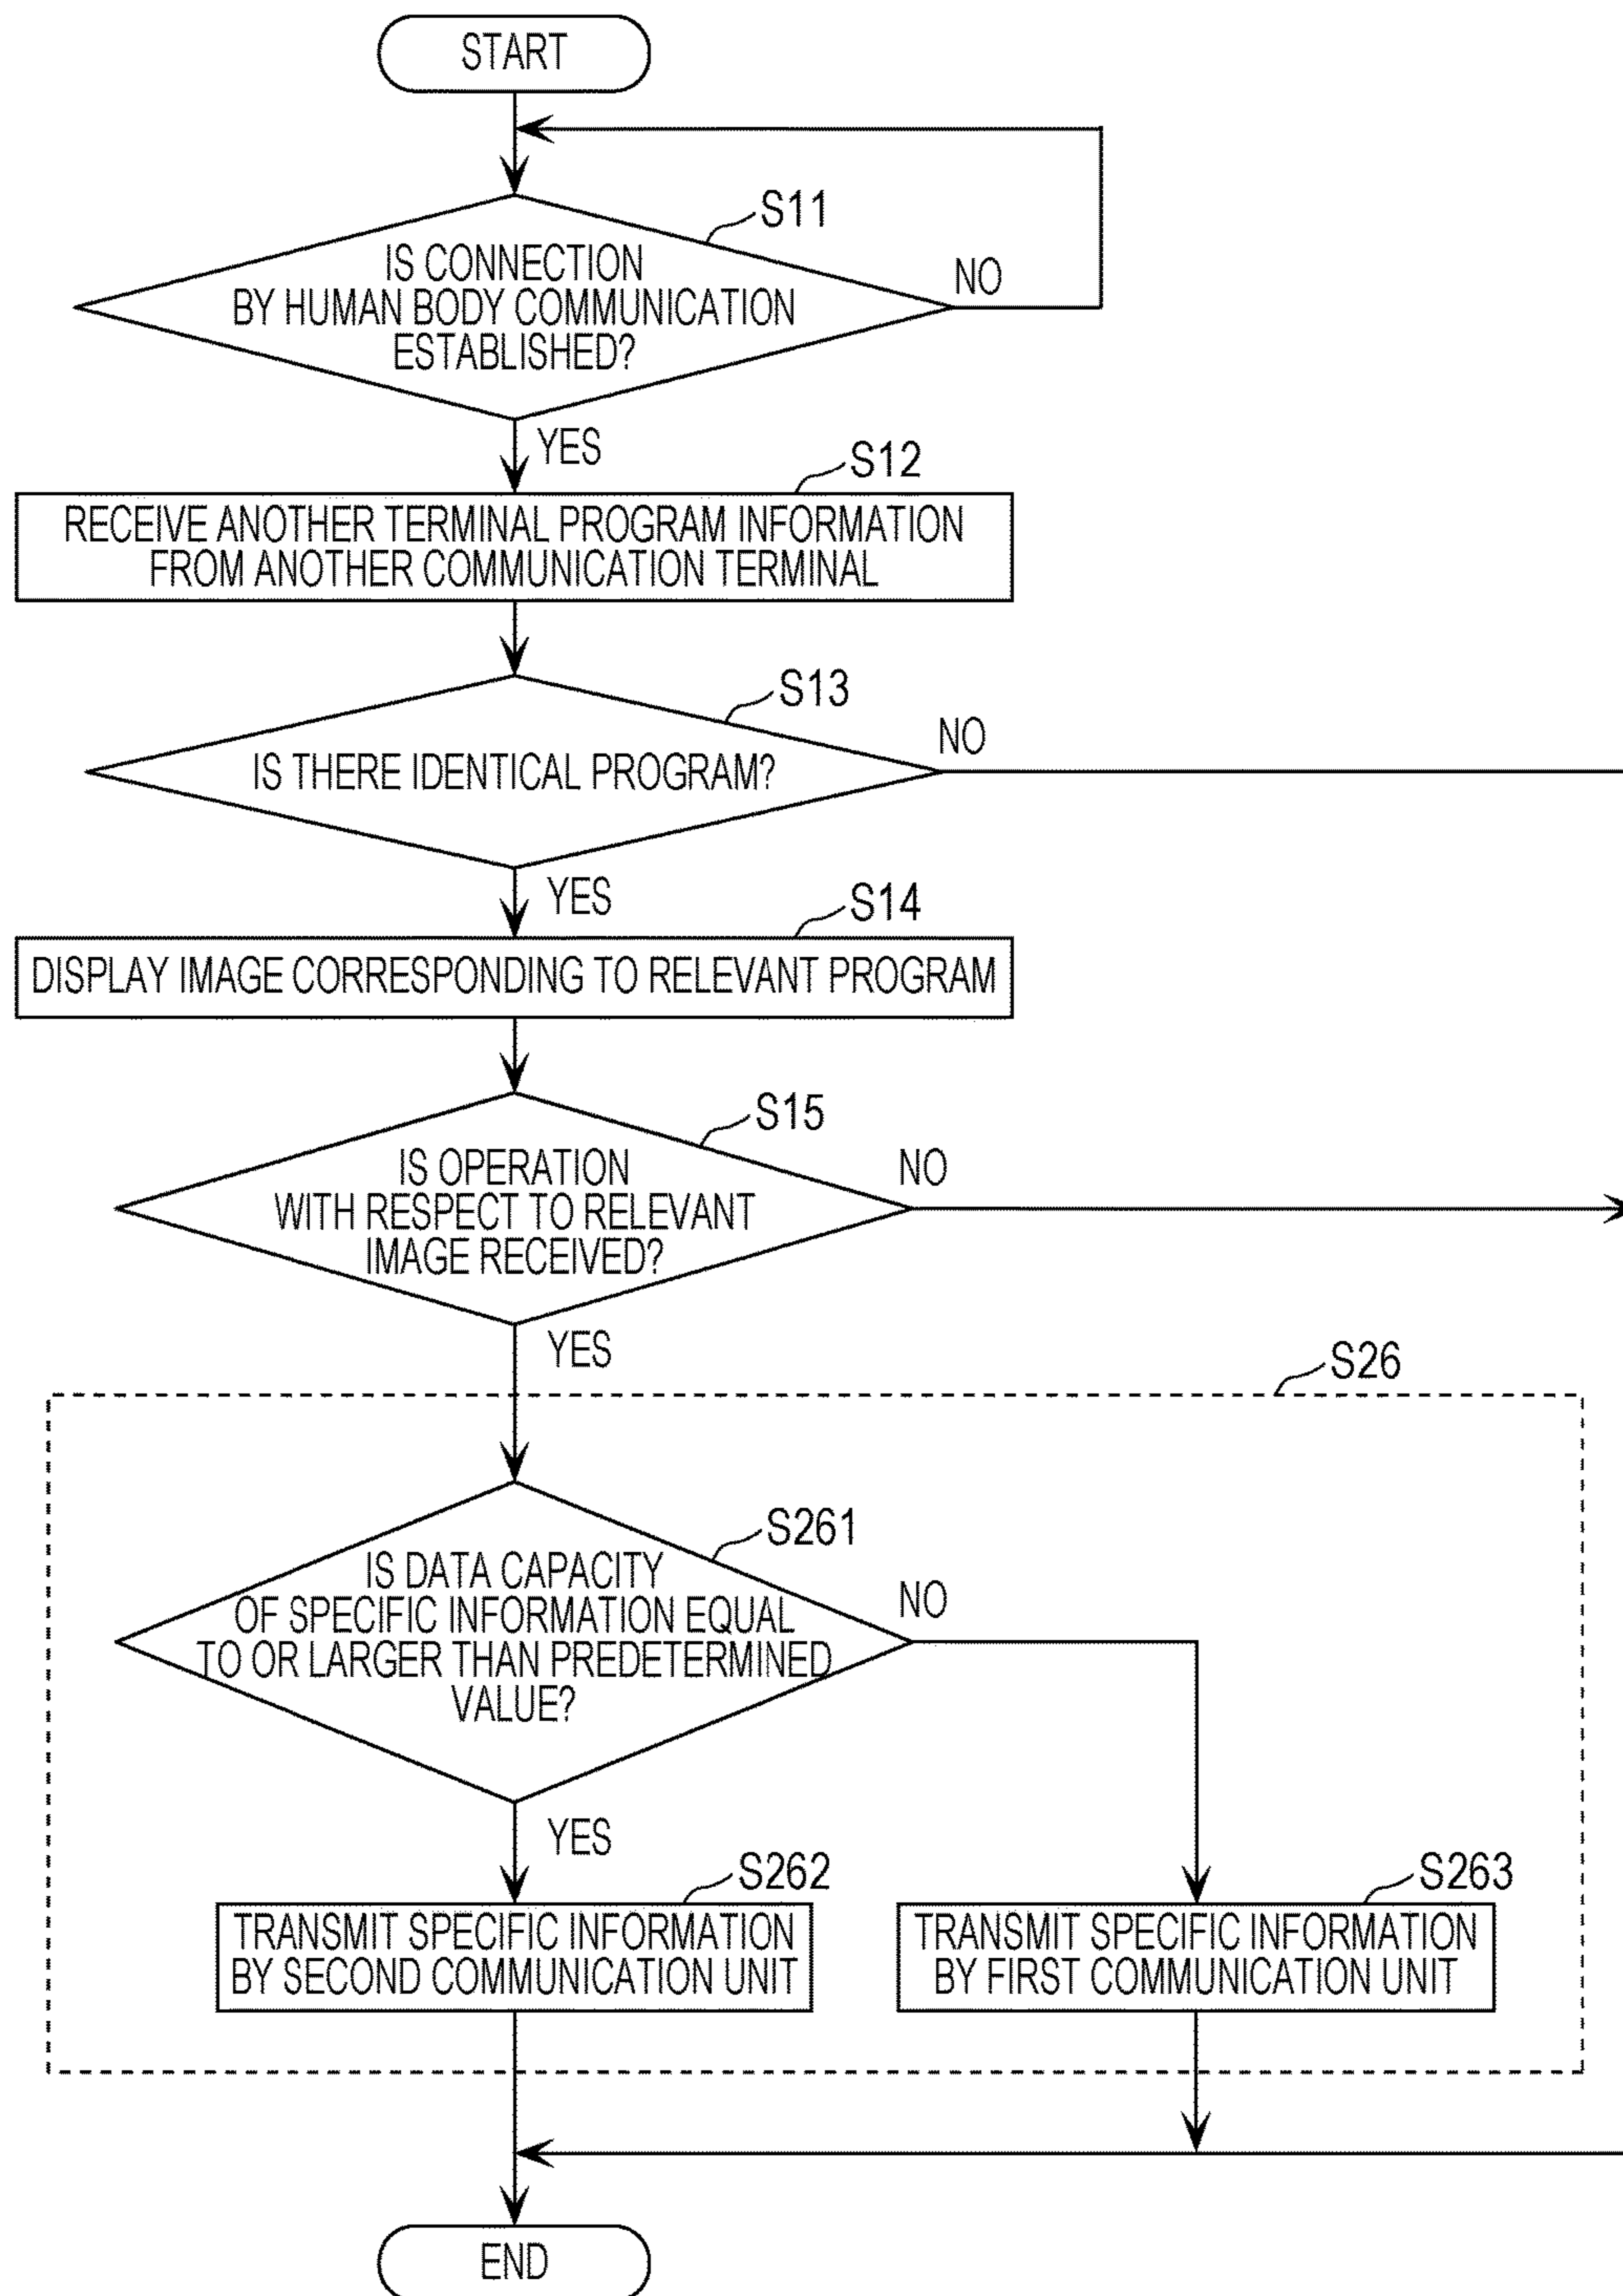 START
S11
IS CONNECTION
BY HUMAN BODY COMMUNICATION
ESTABLISHED?
NO
YES
S12
RECEIVE ANOTHER TERMINAL PROGRAM INFORMATION
FROM ANOTHER COMMUNICATION TERMINAL
S13
IS THERE IDENTICAL PROGRAM?
NO
YES
S14
DISPLAY IMAGE CORRESPONDING TO RELEVANT PROGRAM
S15
IS OPERATION
WITH RESPECT TO RELEVANT
IMAGE RECEIVED?
NO
YES
S26
S261
IS DATA CAPACITY
OF SPECIFIC INFORMATION EQUAL
TO OR LARGER THAN PREDETERMINED
VALUE?
NO
YES
S262
TRANSMIT SPECIFIC INFORMATION
BY SECOND COMMUNICATION UNIT
S263
TRANSMIT SPECIFIC INFORMATION
BY FIRST COMMUNICATION UNIT
END